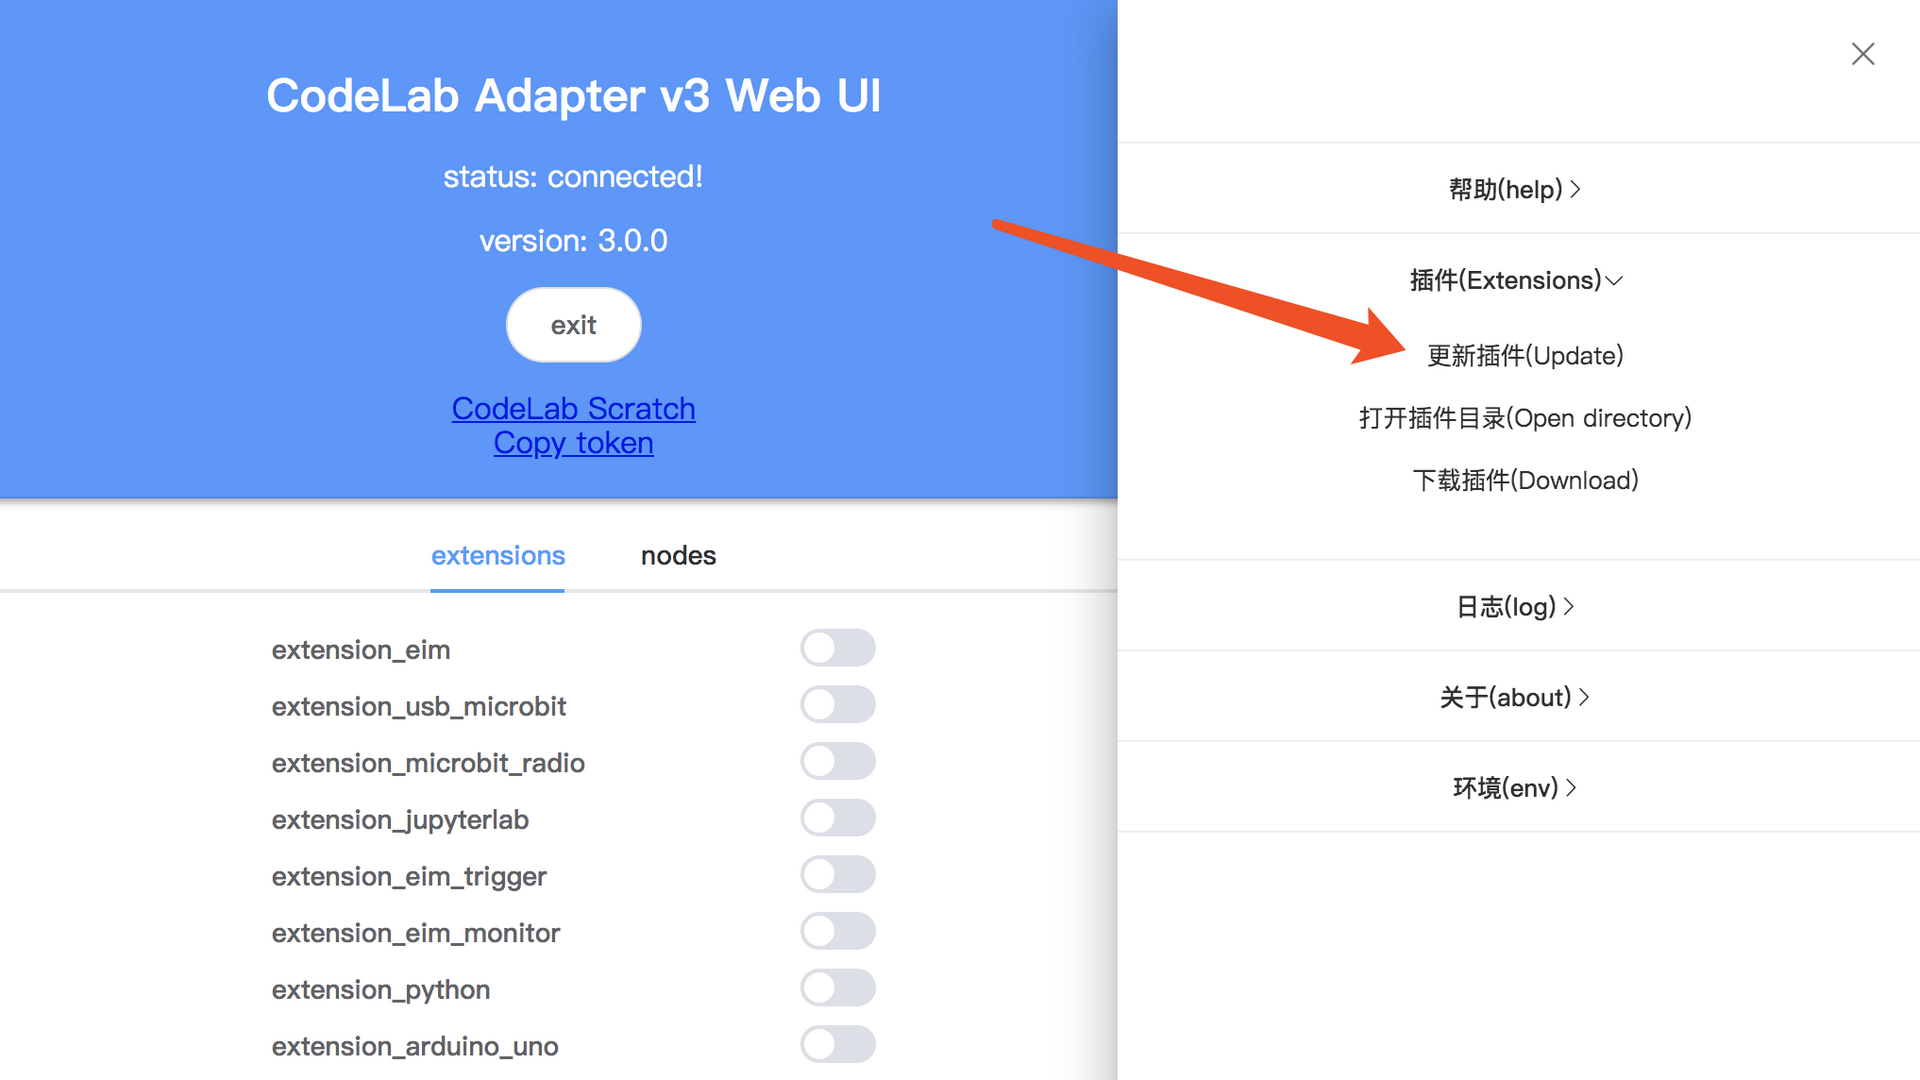 CodeLab Adapter v3 Web UI
status: connected!
version: 3.0.0
exit
CodeLab Scratch
Copy token
extensions
nodes
extension_eim
extension_usb_microbit
extension_microbit_radio
extension_jupyterlab
extension_eim_trigger
extension_eim_monitor
extension_python
extension_arduino_uno
帮助(help)
插件(Extensions)
更新插件(Update)
打开插件目录(Open directory)
下载插件(Download)
日志(log)
关于(about)
环境(env)